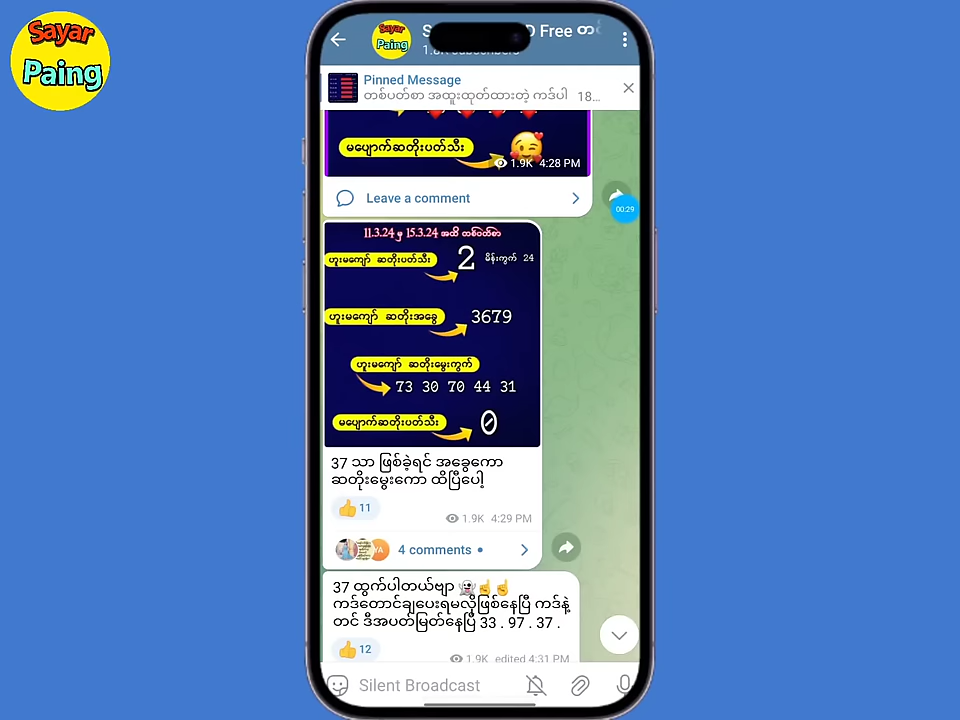 Sayar
Paing
Sayar
Paing
D Free
Pinned Message
တစ်ပတ်စာ အထူးထုတ်ထားတဲ့ ကဒ်ပါ 18...
မပျောက်ဆတိုးပတ်သီး
1.9K 4:28 PM
Leave a comment
00:29
11.3.24 မှ 15.3.24 အထိ တစ်ပတ်စာ
ဟူးမကျော် ဆတိုးပတ်သီး
2 မိန်းကွက် 24
ဟူးမကျော် ဆတိုးအခွေ
3679
ဟူးမကျော် ဆတိုးမွေးကွက်
73 30 70 44 31
မပျောက်ဆတိုးပတ်သီး
0
37 သာ ဖြစ်ခဲ့ရင် အခွေကော
ဆတိုးမွေးကော ထိပြီပေါ့
11
1.9K 4:29 PM
YA
4 comments
37 ထွက်ပါတယ်ဗျာ
ကဒ်တောင်ချပေးရမလိုဖြစ်နေပြီ ကဒ်နဲ့
တင် ဒီအပတ်မြတ်နေပြီ 33 . 97 . 37 .
12
1.9K edited 4:31 PM
Silent Broadcast